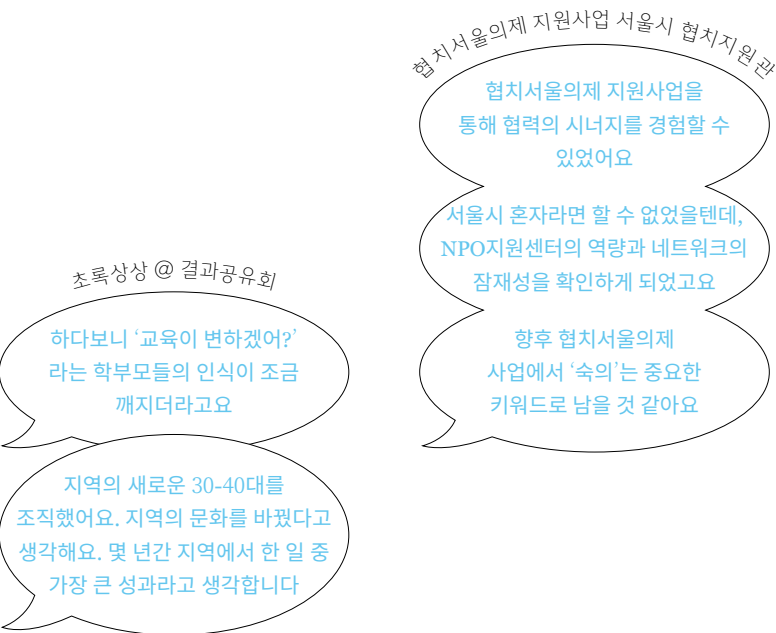 초록상상 @ 결과공유회
하다보니 ‘교육이 변하겠어?’
라는 학부모들의 인식이 조금
깨지더라고요
지역의 새로운 30-40대를
조직했어요. 지역의 문화를 바꿨다고
생각해요. 몇 년간 지역에서 한 일 중
가장 큰 성과라고 생각합니다
협치서울의제 지원사업 서울시 협치지원관
협치서울의제 지원사업을
통해 협력의 시너지를 경험할 수
있었어요
서울시 혼자라면 할 수 없었을텐데,
NPO지원센터의 역량과 네트워크의
잠재성을 확인하게 되었고요
향후 협치서울의제
사업에서 ‘숙의’는 중요한
키워드로 남을 것 같아요